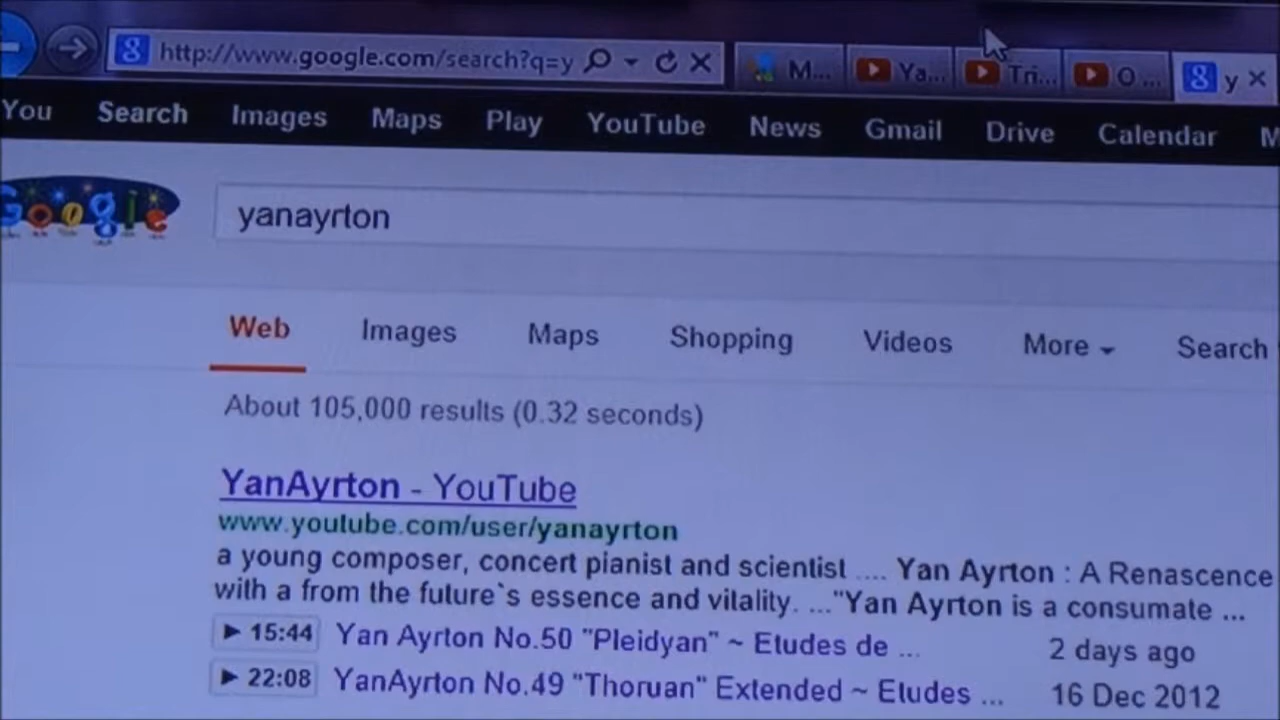 http://www.google.com/search?q=y
M...
Ya...
Tri...
O ...
y
You Search Images Maps Play YouTube News Gmail Drive Calendar M
Google
yanayrton
Web Images Maps Shopping Videos More Search
About 105,000 results (0.32 seconds)
YanAyrton - YouTube
www.youtube.com/user/yanayrton
a young composer, concert pianist and scientist .... Yan Ayrton : A Renascence
with a from the future`s essence and vitality. ..."Yan Ayrton is a consumate ...
15:44 Yan Ayrton No.50 "Pleidyan" ~ Etudes de ... 2 days ago
22:08 YanAyrton No.49 "Thoruan" Extended ~ Etudes ... 16 Dec 2012